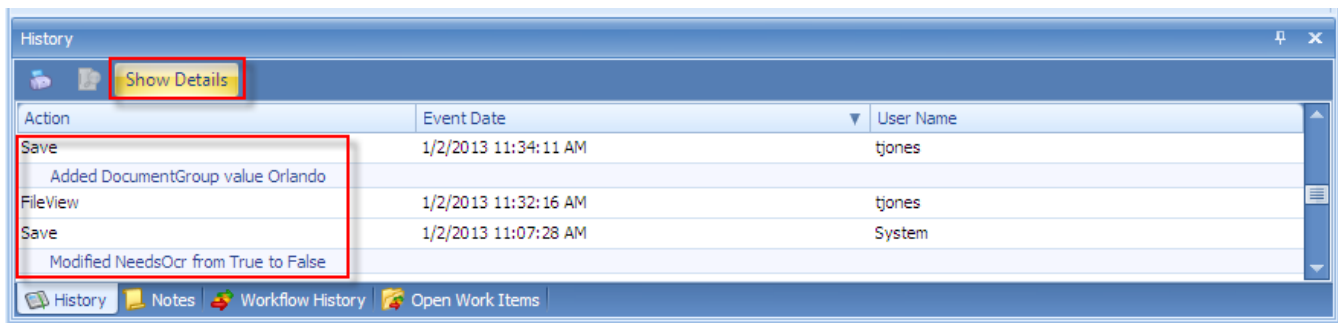 History
Show Details
Action Event Date User Name
Save 1/2/2013 11:34:11 AM tjones
Added DocumentGroup value Orlando
FileView 1/2/2013 11:32:16 AM tjones
Save 1/2/2013 11:07:28 AM System
Modified NeedsOcr from True to False
History Notes Workflow History Open Work Items